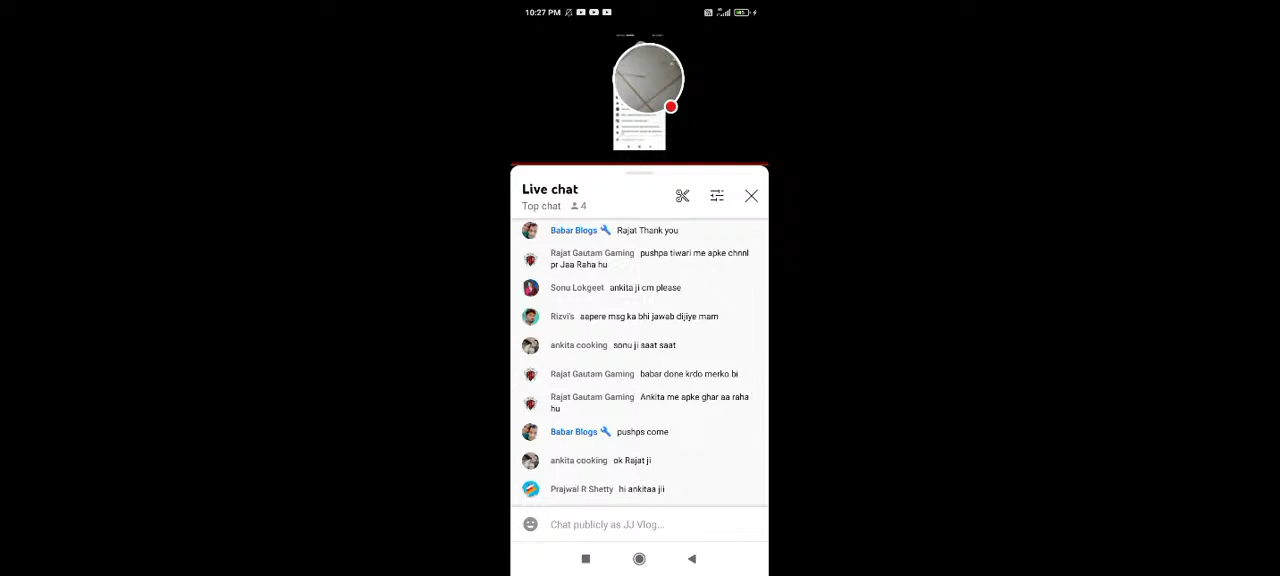 10:27 PM
Live chat
Top chat 4
Babar Blogs Rajat Thank you
Rajat Gautam Gaming pushpa tiwari me apke chnnl
pr Jaa Raha hu
Sonu Lokgeet ankita ji cm please
Rizvi's aapere msg ka bhi jawab dijiye mam
ankita cooking sonu ji saat saat
Rajat Gautam Gaming babar done krdo merko bi
Rajat Gautam Gaming Ankita me apke ghar aa raha
hu
Babar Blogs pushps come
ankita cooking ok Rajat ji
Prajwal R Shetty hi ankitaa jii
Chat publicly as JJ Vlog...